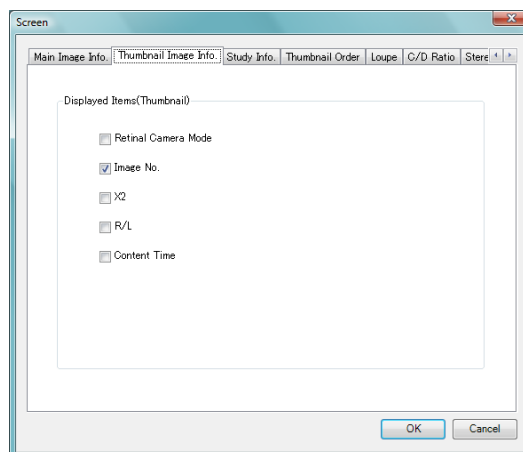 Screen
Main Image Info. Thumbnail Image Info. Study Info. Thumbnail Order Loupe C/D Ratio Stere
Displayed Items(Thumbnail)
Retinal Camera Mode
Image No.
X2
R/L
Content Time
OK Cancel